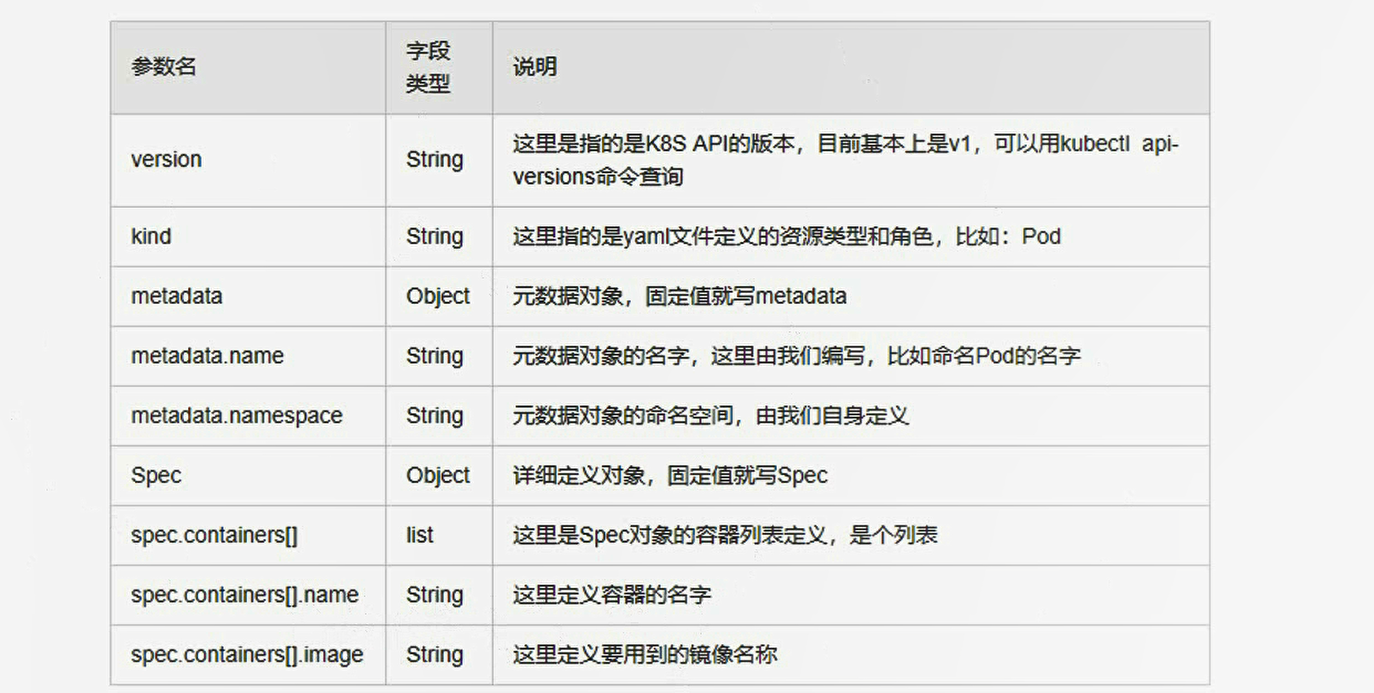 参数名
字段
类型
说明
version
String
这里是指的是K8S API的版本，目前基本上是v1，可以用kubectl api-
versions命令查询
kind
String
这里指的是yaml文件定义的资源类型和角色，比如：Pod
metadata
Object
元数据对象，固定值就写metadata
metadata.name
String
元数据对象的名字，这里由我们编写，比如命名Pod的名字
metadata.namespace
String
元数据对象的命名空间，由我们自身定义
Spec
Object
详细定义对象，固定值就写Spec
spec.containers[]
list
这里是Spec对象的容器列表定义，是个列表
spec.containers[].name
String
这里定义容器的名字
spec.containers[].image
String
这里定义要用到的镜像名称